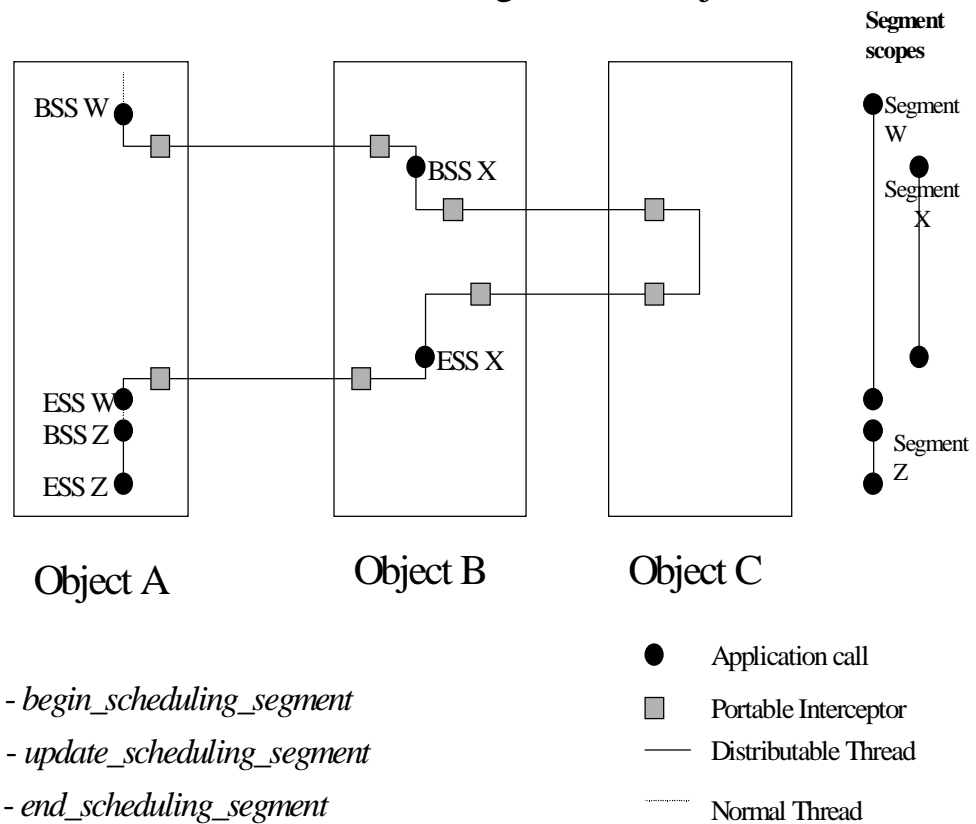 Segment
scopes
BSS W
Segment
W
BSS X
Segment
X
ESS X
ESS W
BSS Z
Segment
Z
ESS Z
Object A
Object B
Object C
Application call
- begin_scheduling_segment
Portable Interceptor
- update_scheduling_segment
Distributable Thread
- end_scheduling_segment
Normal Thread